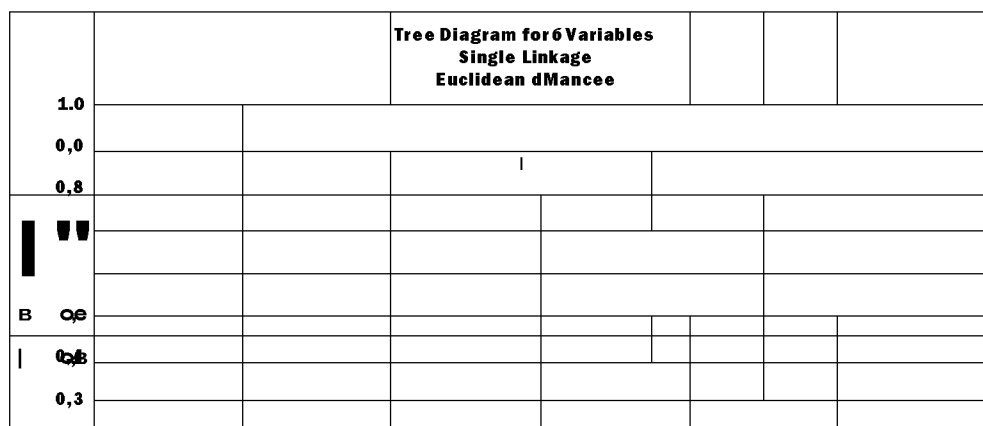 Tree Diagram for 6 Variables
Single Linkage
Euclidean dMancee
1.0
0,0
0,8
"
B o,e
0,3